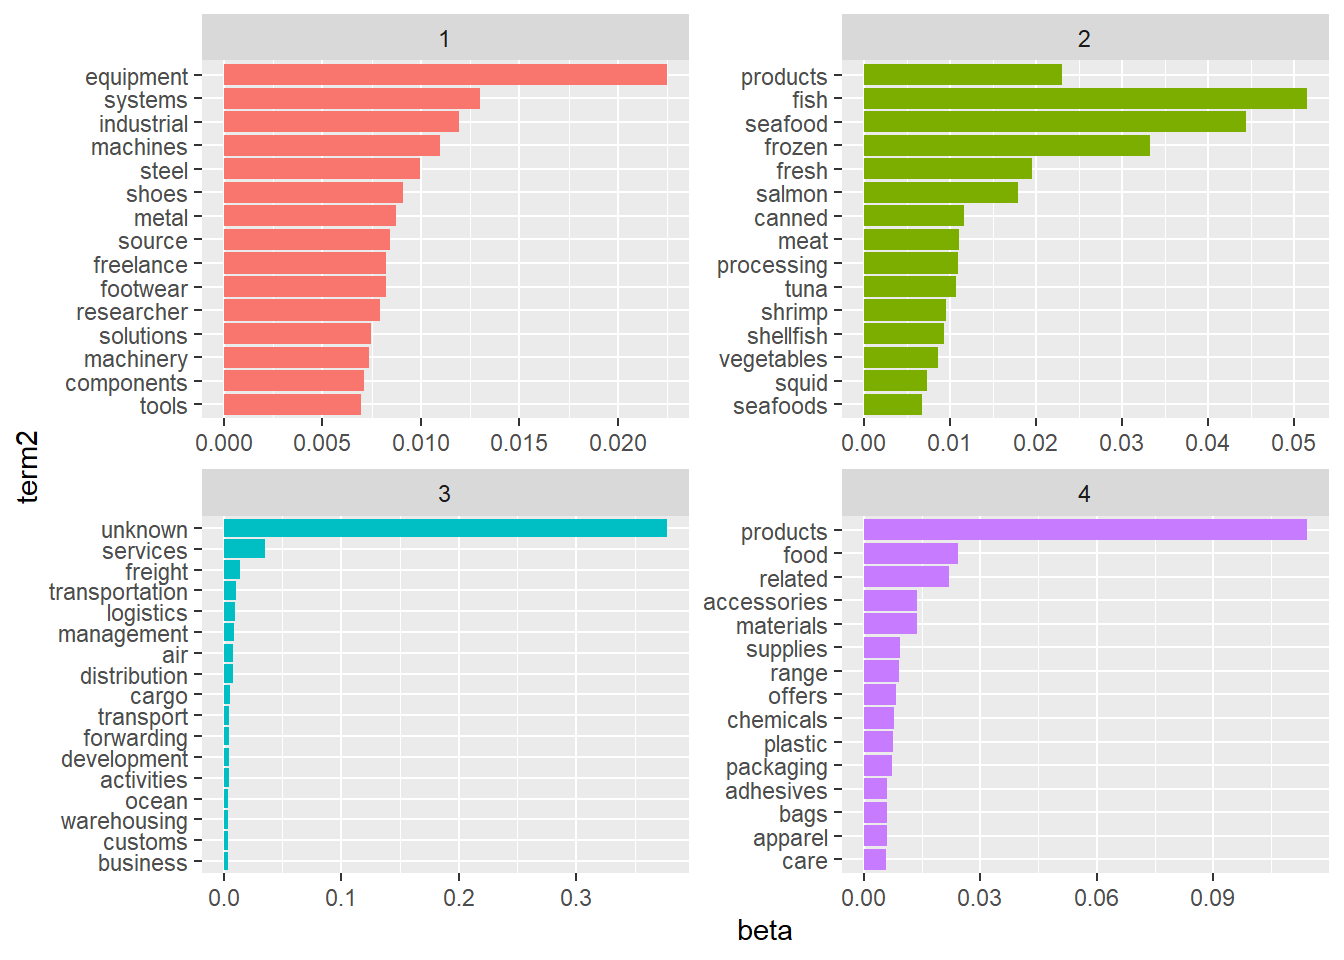 term2
1
equipment
systems
industrial
machines
steel
shoes
metal
source
freelance
footwear
researcher
solutions
machinery
components
tools
0.000 0.005 0.010 0.015 0.020
2
products
fish
seafood
frozen
fresh
salmon
canned
meat
processing
tuna
shrimp
shellfish
vegetables
squid
seafoods
0.00 0.01 0.02 0.03 0.04 0.05
3
unknown
services
freight
transportation
logistics
management
air
distribution
cargo
transport
forwarding
development
activities
ocean
warehousing
customs
business
0.0 0.1 0.2 0.3
4
products
food
related
accessories
materials
supplies
range
offers
chemicals
plastic
packaging
adhesives
bags
apparel
care
0.00 0.03 0.06 0.09
beta